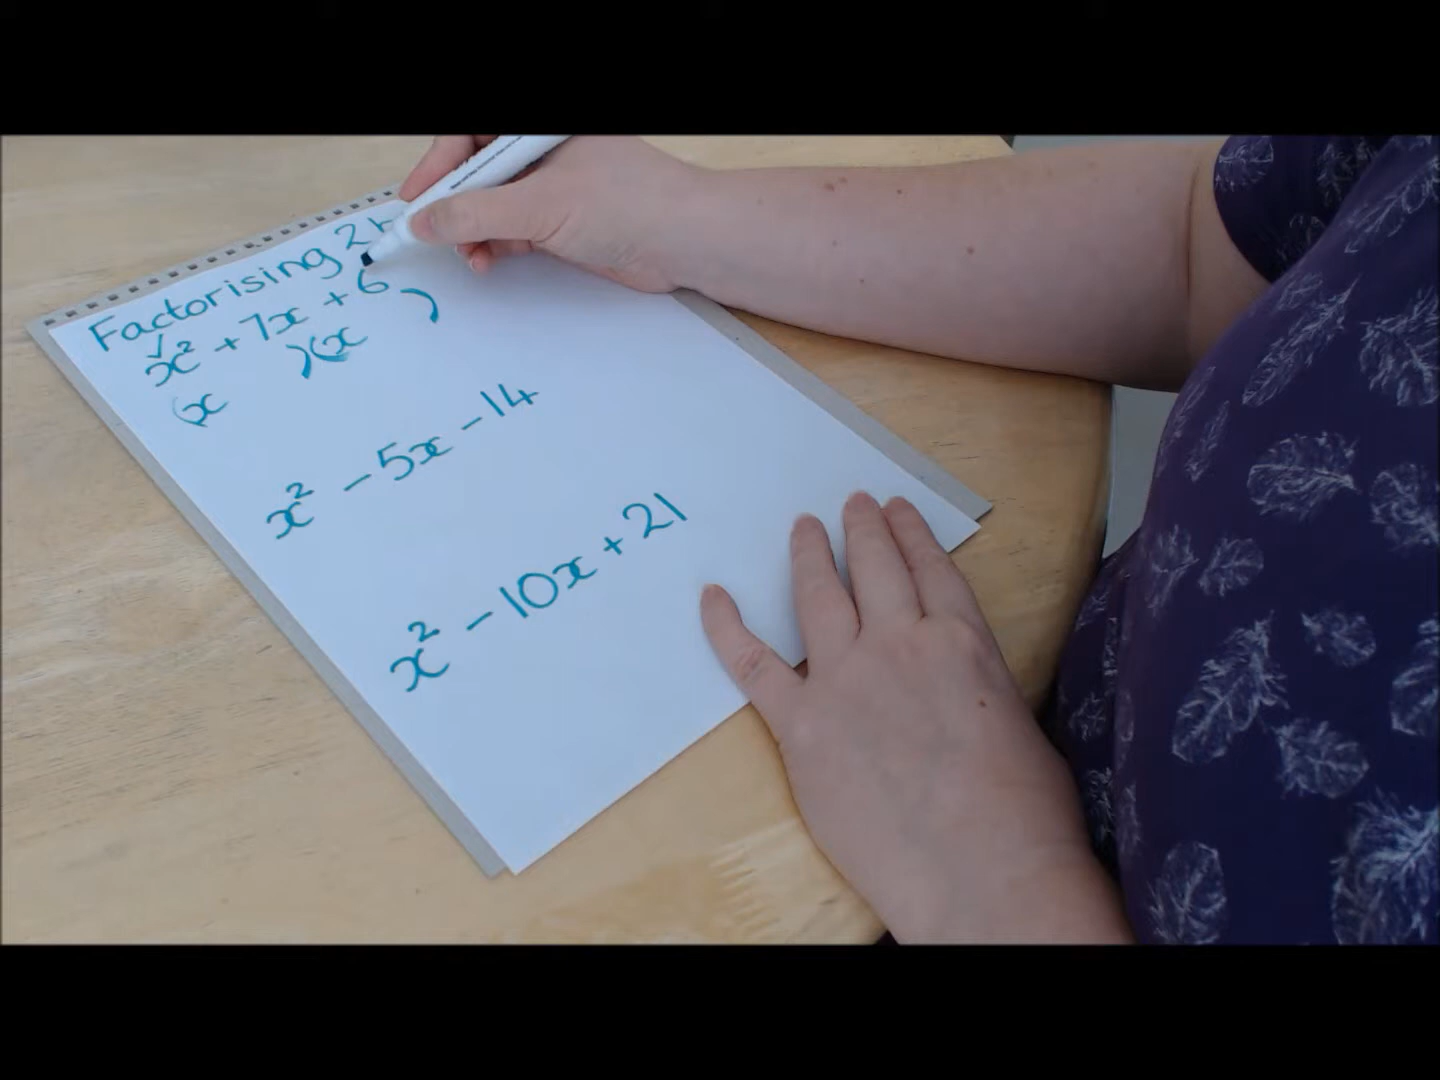 Factorising 2
x² + 7x + 6
(x )(x )
x² - 5x - 14
x² - 10x + 21